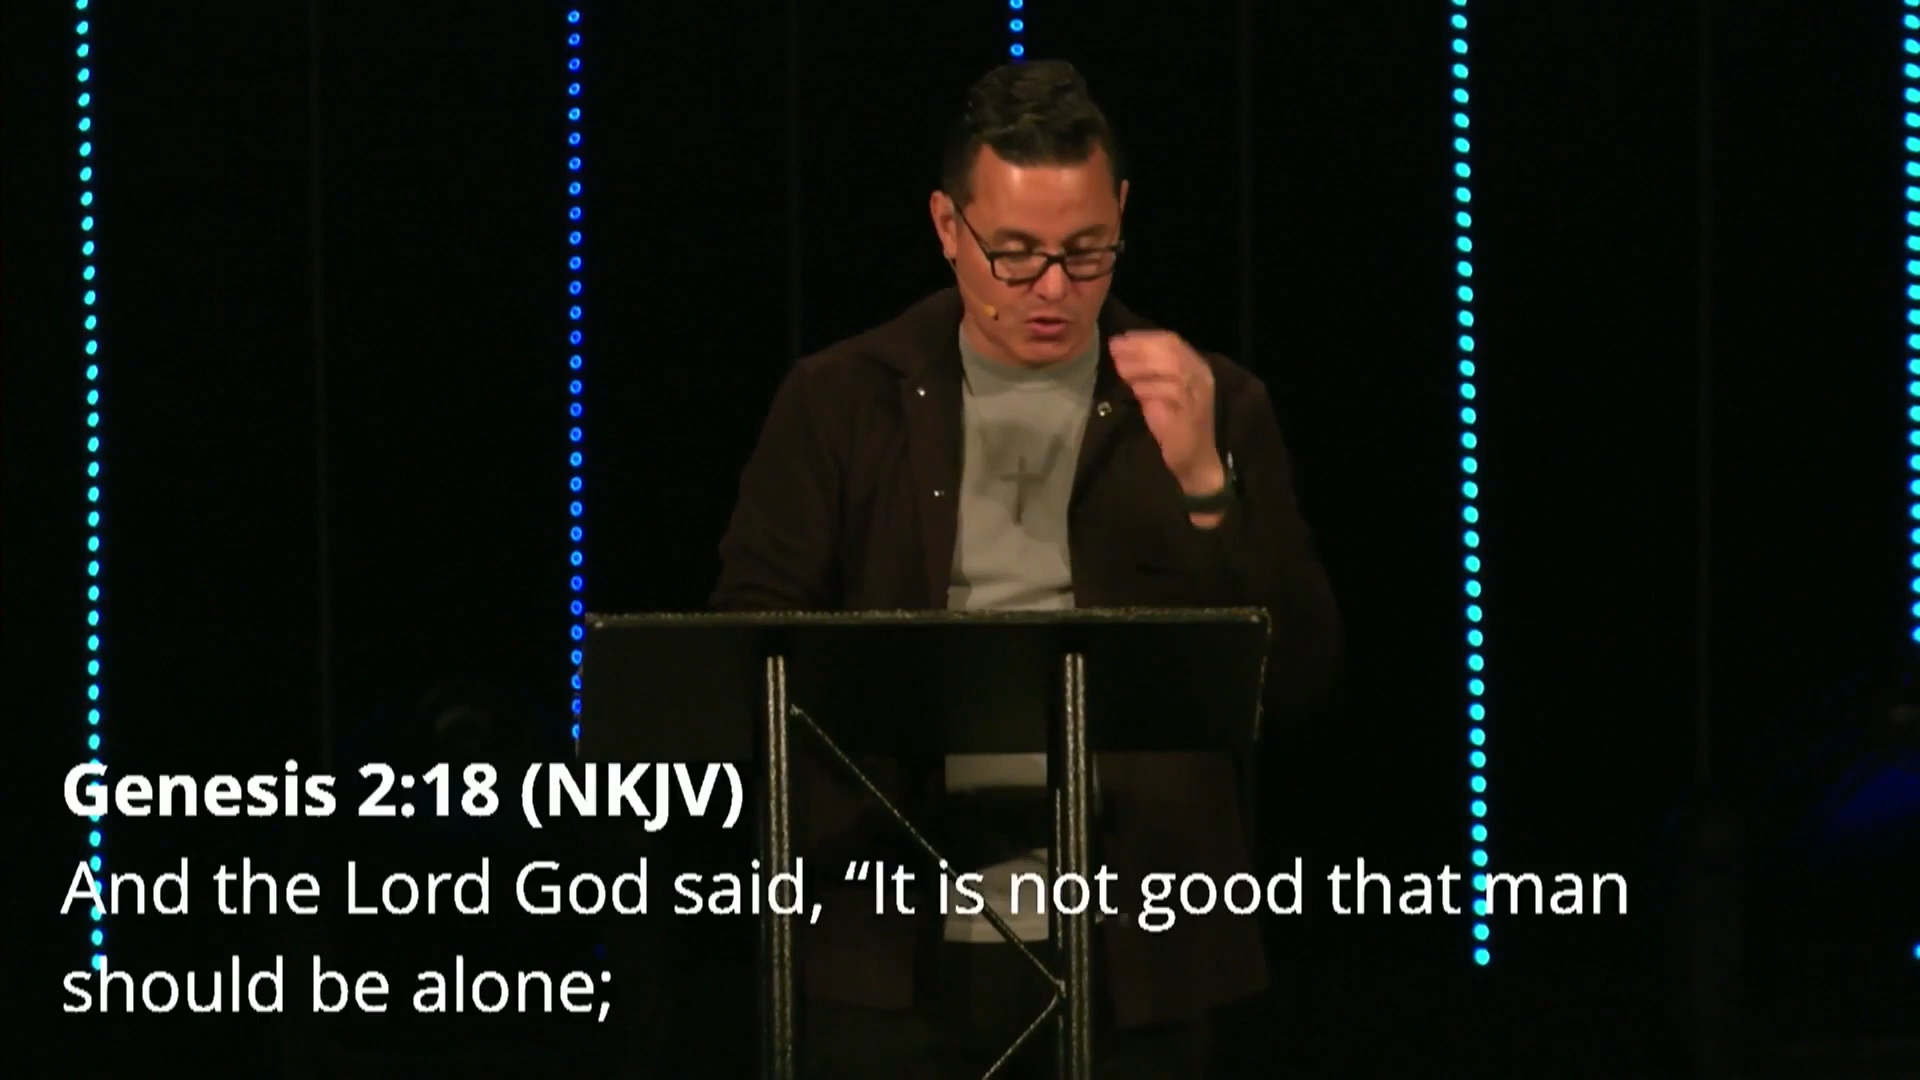 Genesis 2:18 (NKJV)
And the Lord God said, “It is not good that man
should be alone;